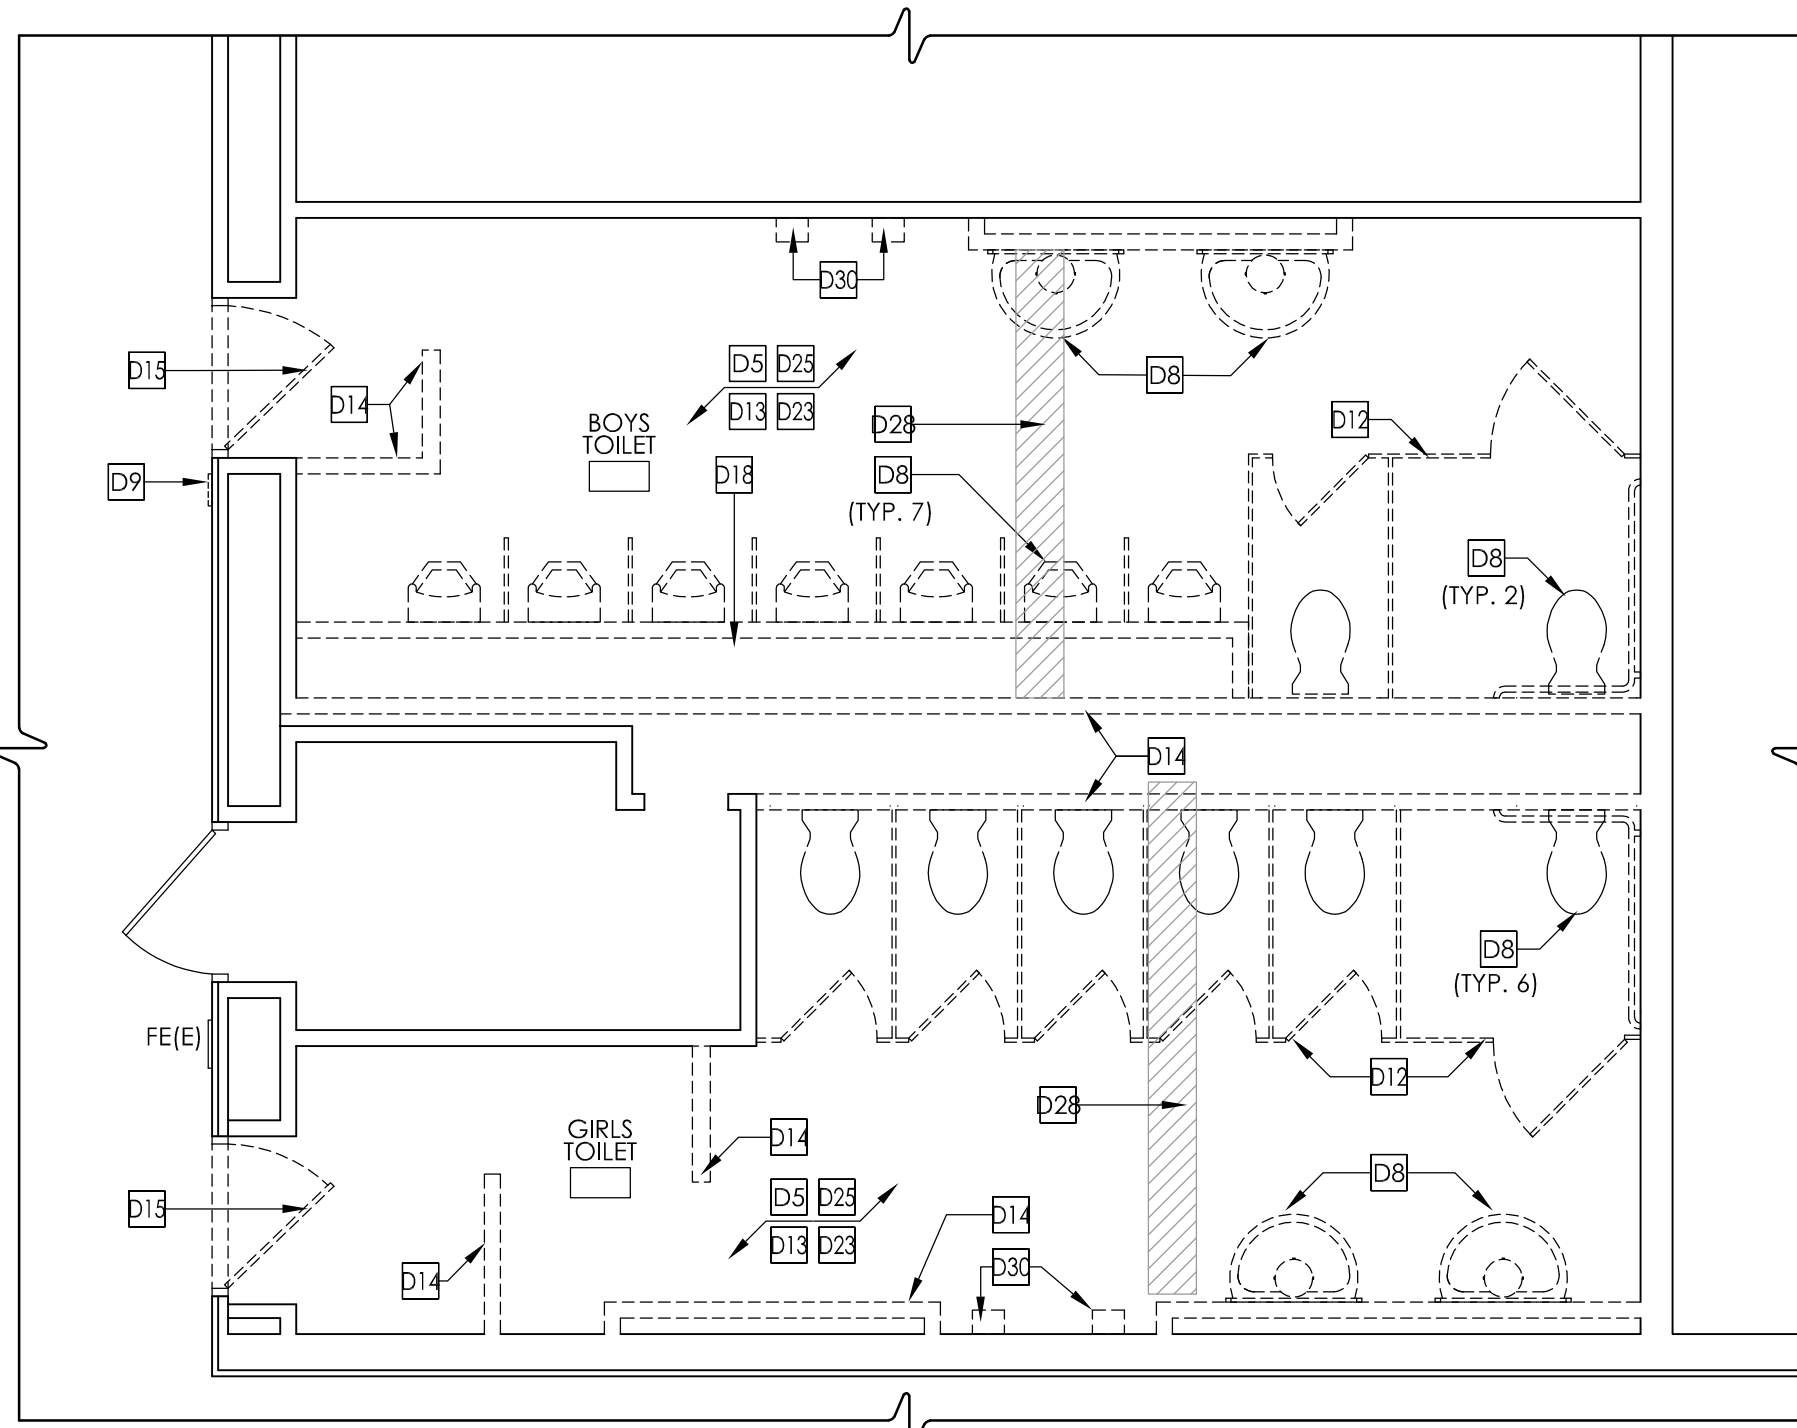 D30
D15
D5 D25
D8
D14
D13 D23
D28
D12
BOYS
TOILET
D9
D18
D8
(TYP. 7)
D8
(TYP. 2)
D14
D8
(TYP. 6)
FE(E)
D12
D28
GIRLS
TOILET
D14
D8
D15
D5 D25
D14
D13 D23
D30
D14